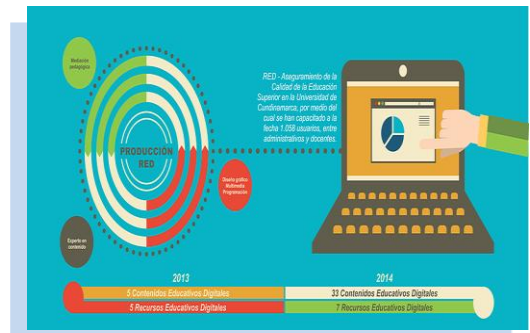 Mediación
pedagógica
PRODUCCIÓN
RED
RED - Aseguramiento de la
Calidad de la Educación
Superior en la Universidad de
Cundinamarca, por medio del
cual se han capacitado a la
fecha 1.058 usuarios, entre
administrativos y docentes.
Diseño gráfico
Multimedia
Programación
Experto en
contenido
2013
2014
5 Contenidos Educativos Digitales
33 Contenidos Educativos Digitales
5 Recursos Educativos Digitales
7 Recursos Educativos Digitales